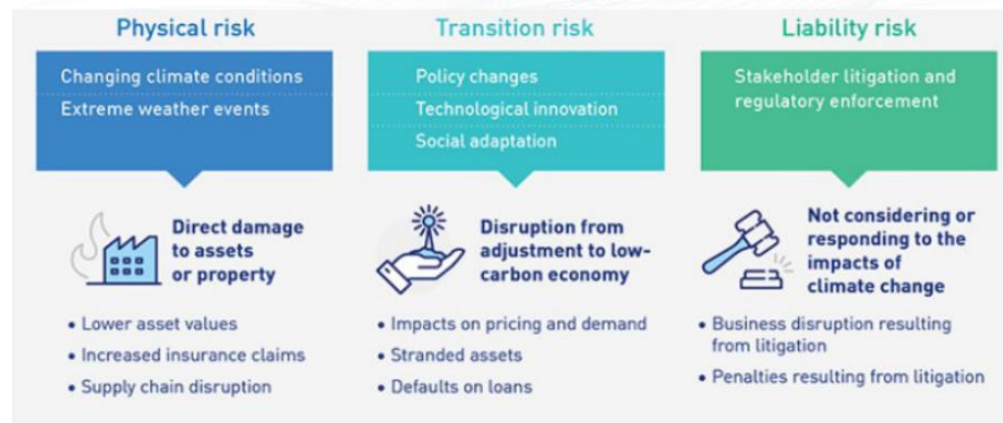 Physical risk
Changing climate conditions
Extreme weather events
Direct damage
to assets
or property
• Lower asset values
• Increased insurance claims
• Supply chain disruption
Transition risk
Policy changes
Technological innovation
Social adaptation
Disruption from
adjustment to low-
carbon economy
• Impacts on pricing and demand
• Stranded assets
• Defaults on loans
Liability risk
Stakeholder litigation and
regulatory enforcement
Not considering or
responding to the
impacts of
climate change
• Business disruption resulting
from litigation
• Penalties resulting from litigation